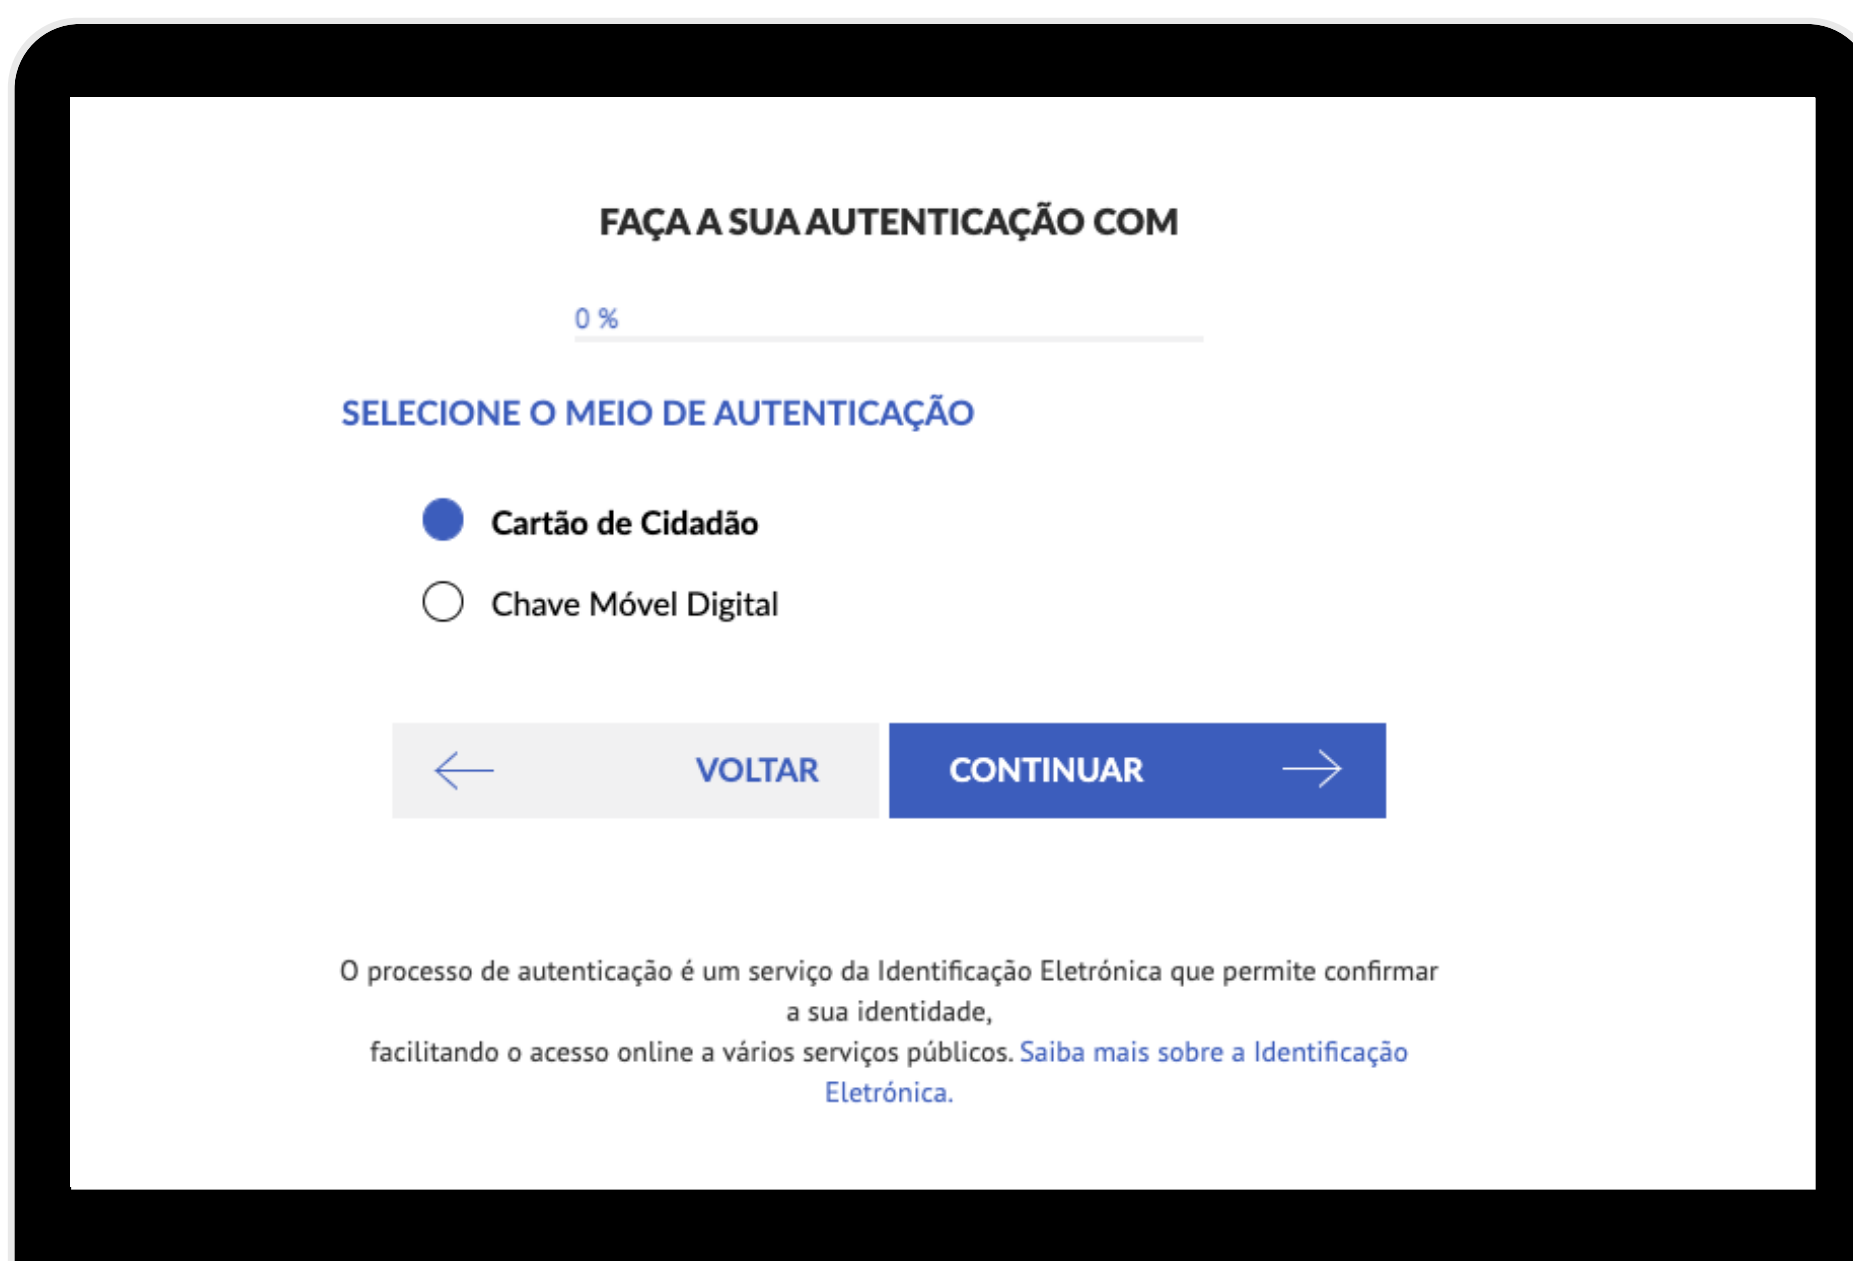 FAÇA A SUA AUTENTICAÇÃO COM
0 %
SELECIONE O MEIO DE AUTENTICAÇÃO
Cartão de Cidadão
Chave Móvel Digital
VOLTAR
CONTINUAR
O processo de autenticação é um serviço da Identificação Eletrónica que permite confirmar
a sua identidade,
facilitando o acesso online a vários serviços públicos. Saiba mais sobre a Identificação
Eletrónica.